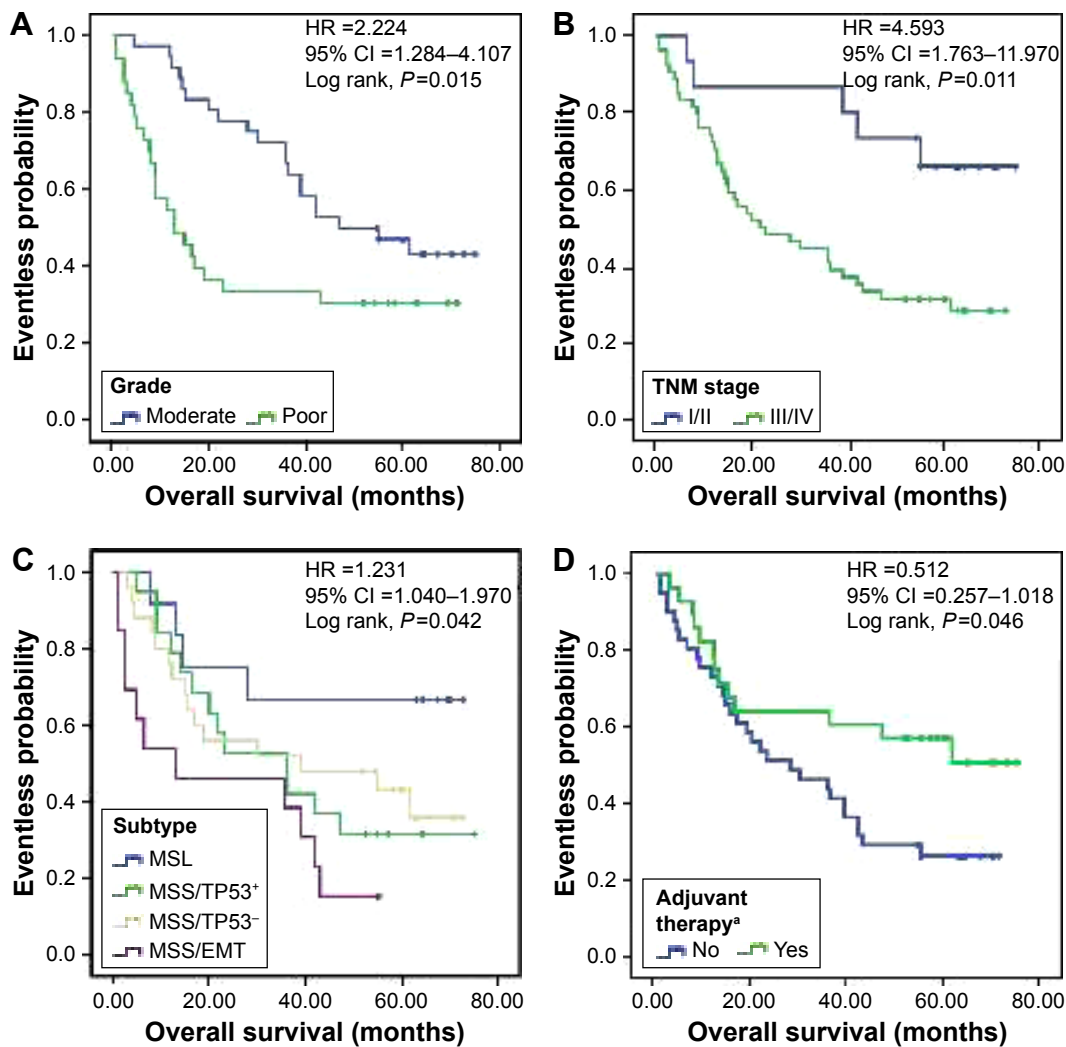 A
HR =2.224
95% CI =1.284–4.107
Log rank, P=0.015
Eventless probability
1.0
0.8
0.6
0.4
0.2
0.0
Grade
Moderate Poor
0.00 20.00 40.00 60.00 80.00
Overall survival (months)
B
HR =4.593
95% CI =1.763–11.970
Log rank, P=0.011
Eventless probability
1.0
0.8
0.6
0.4
0.2
0.0
TNM stage
I/II III/IV
0.00 20.00 40.00 60.00 80.00
Overall survival (months)
C
HR =1.231
95% CI =1.040–1.970
Log rank, P=0.042
Eventless probability
1.0
0.8
0.6
0.4
0.2
0.0
Subtype
MSL
MSS/TP53⁺
MSS/TP53⁻
MSS/EMT
0.00 20.00 40.00 60.00 80.00
Overall survival (months)
D
HR =0.512
95% CI =0.257–1.018
Log rank, P=0.046
Eventless probability
1.0
0.8
0.6
0.4
0.2
0.0
Adjuvant
therapyᵃ
No Yes
0.00 20.00 40.00 60.00 80.00
Overall survival (months)